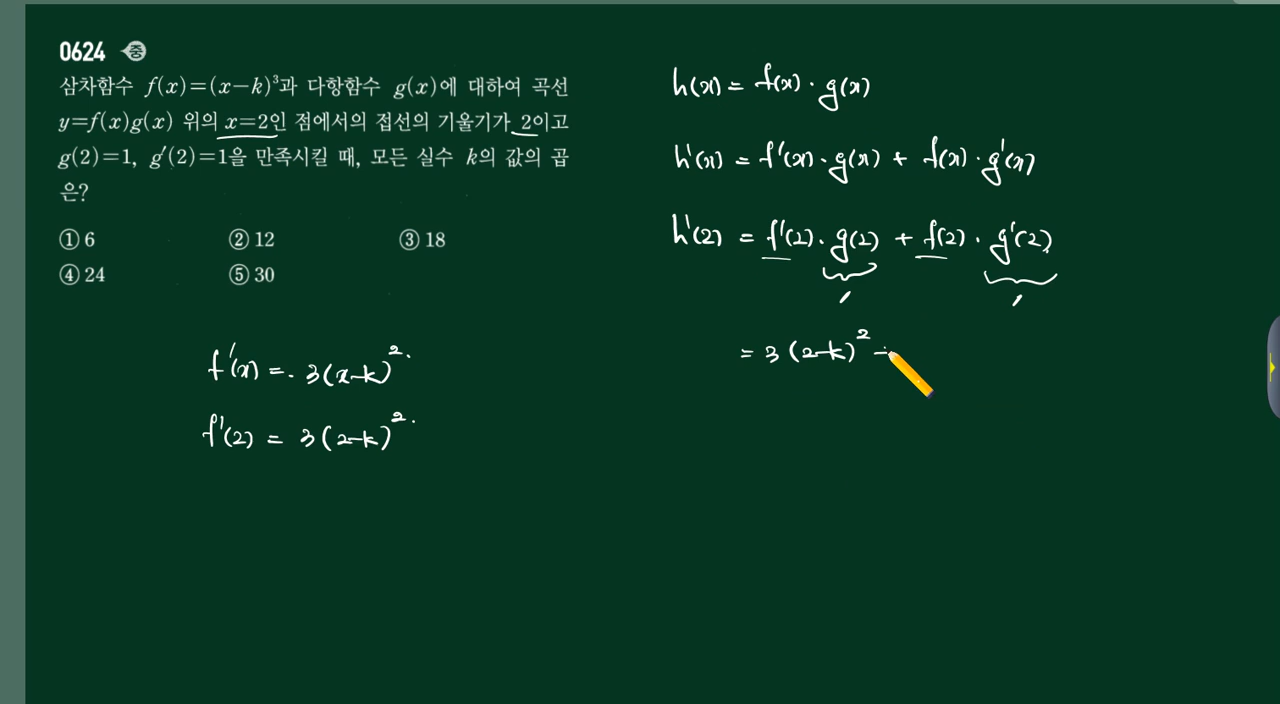 0624 중
삼차함수 f(x)=(x-k)³과 다항함수 g(x)에 대하여 곡선
y=f(x)g(x) 위의 x=2인 점에서의 접선의 기울기가 2이고
g(2)=1, g′(2)=1을 만족시킬 때, 모든 실수 k의 값의 곱
은?
① 6 ② 12 ③ 18
④ 24 ⑤ 30
f'(x) = 3(x-k)².
f'(2) = 3(2-k)².
h(x) = f(x)·g(x)
h'(x) = f'(x)·g(x) + f(x)·g'(x)
h'(2) = f'(2)·g(2) + f(2)·g'(2)
1 1
= 3(2-k)² -